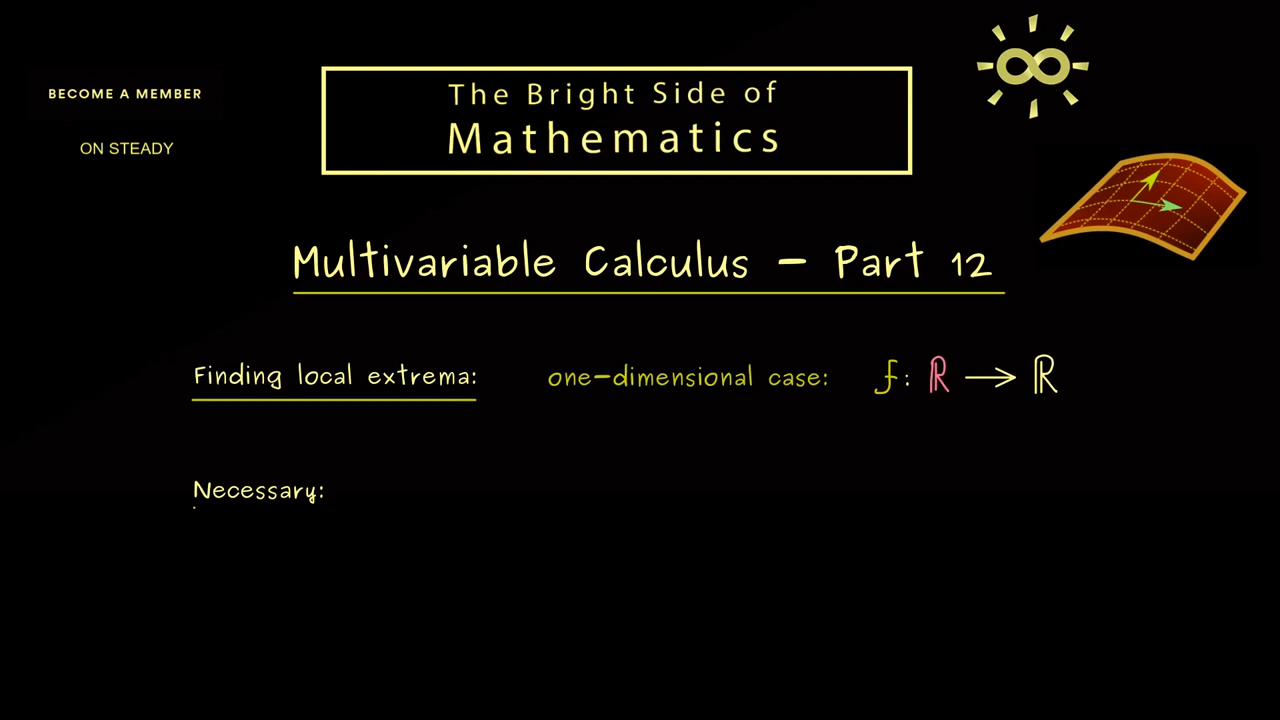 BECOME A MEMBER
ON STEADY
The Bright Side of
Mathematics
Multivariable Calculus – Part 12
Finding local extrema: one-dimensional case: f: ℝ ⟶ ℝ
Necessary: